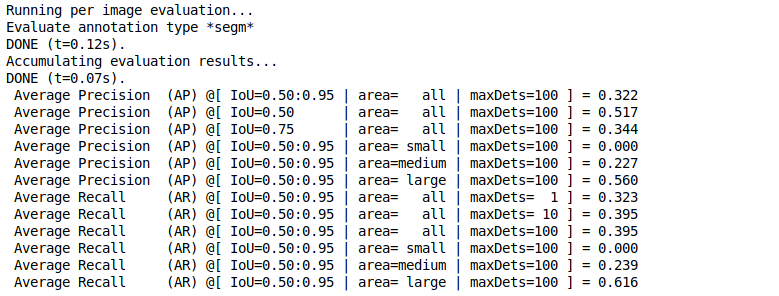 Running per image evaluation...
Evaluate annotation type *segm*
DONE (t=0.12s).
Accumulating evaluation results...
DONE (t=0.07s).
 Average Precision  (AP) @[ IoU=0.50:0.95 | area=   all | maxDets=100 ] = 0.322
 Average Precision  (AP) @[ IoU=0.50      | area=   all | maxDets=100 ] = 0.517
 Average Precision  (AP) @[ IoU=0.75      | area=   all | maxDets=100 ] = 0.344
 Average Precision  (AP) @[ IoU=0.50:0.95 | area= small | maxDets=100 ] = 0.000
 Average Precision  (AP) @[ IoU=0.50:0.95 | area=medium | maxDets=100 ] = 0.227
 Average Precision  (AP) @[ IoU=0.50:0.95 | area= large | maxDets=100 ] = 0.560
 Average Recall     (AR) @[ IoU=0.50:0.95 | area=   all | maxDets=  1 ] = 0.323
 Average Recall     (AR) @[ IoU=0.50:0.95 | area=   all | maxDets= 10 ] = 0.395
 Average Recall     (AR) @[ IoU=0.50:0.95 | area=   all | maxDets=100 ] = 0.395
 Average Recall     (AR) @[ IoU=0.50:0.95 | area= small | maxDets=100 ] = 0.000
 Average Recall     (AR) @[ IoU=0.50:0.95 | area=medium | maxDets=100 ] = 0.239
 Average Recall     (AR) @[ IoU=0.50:0.95 | area= large | maxDets=100 ] = 0.616